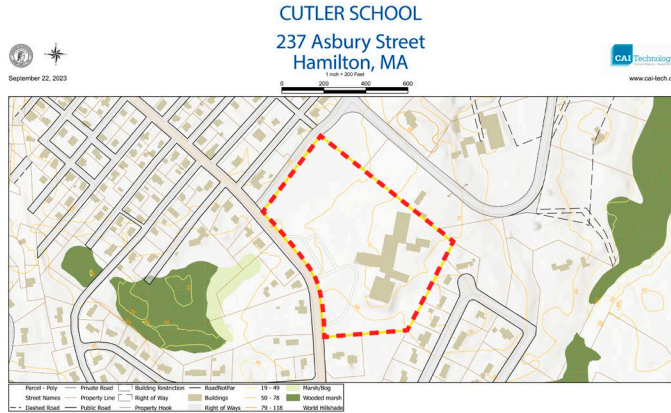 CUTLER SCHOOL
237 Asbury Street
Hamilton, MA
September 22, 2023
1 inch = 200 Feet
0 200 400 600
CAI Technolog
www.cai-tech.c
Parcel - Poly Private Road Building Restriction RoadNotPar 19 - 49 Marsh/Bog
Street Names Property Line Right of Way Buildings 50 - 78 Wooded marsh
Dashed Road Public Road Property Hook Right of Ways 79 - 118 World Hillshade